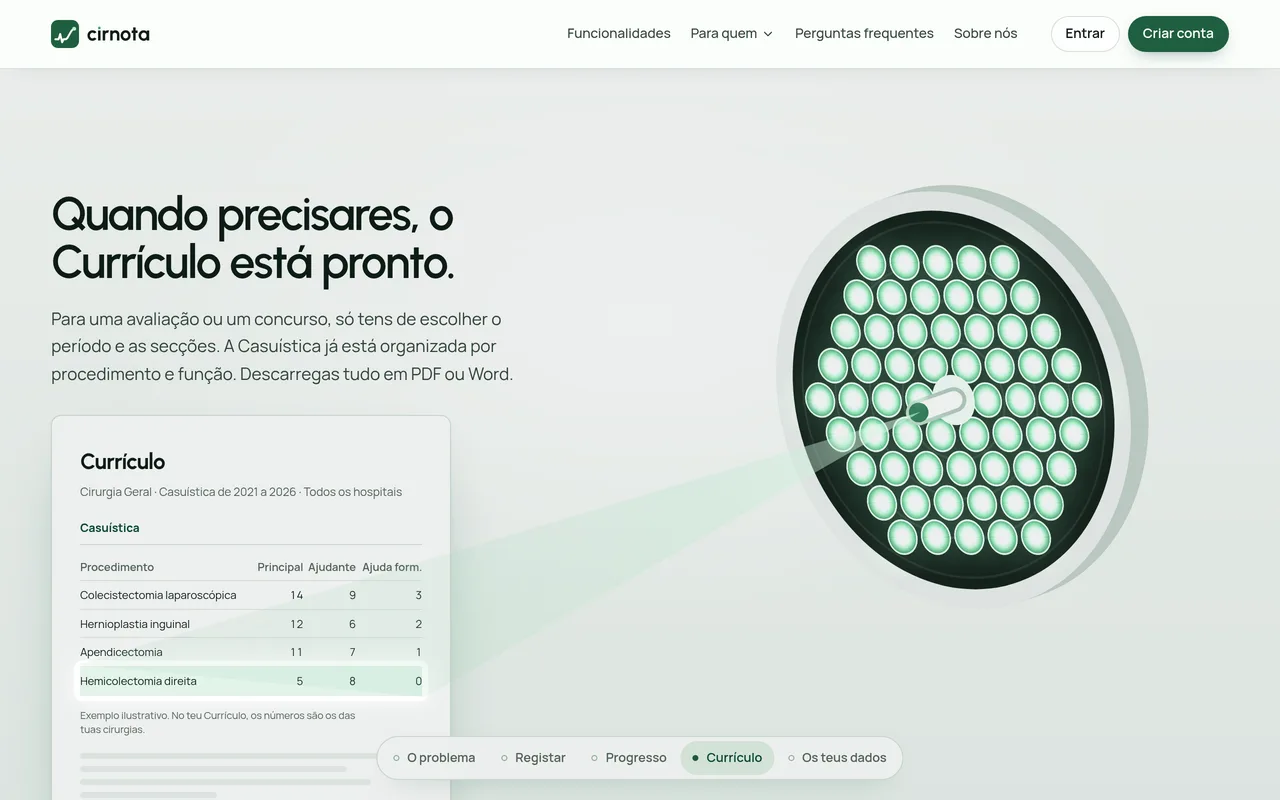 cirnota
Funcionalidades
Para quem
Perguntas frequentes
Sobre nós
Entrar
Criar conta
Quando precisares, o
Currículo está pronto.
Para uma avaliação ou um concurso, só tens de escolher o
período e as secções. A Casuística já está organizada por
procedimento e função. Descarregas tudo em PDF ou Word.
Currículo
Cirurgia Geral · Casuística de 2021 a 2026 · Todos os hospitais
Casuística
Procedimento Principal Ajudante Ajuda form.
Colecistectomia laparoscópica 14 9 3
Hernioplastia inguinal 12 6 2
Apendicectomia 11 7 1
Hemicolectomia direita 5 8 0
Exemplo ilustrativo. No teu Currículo, os números são os das
tuas cirurgias.
O problema
Registar
Progresso
Currículo
Os teus dados